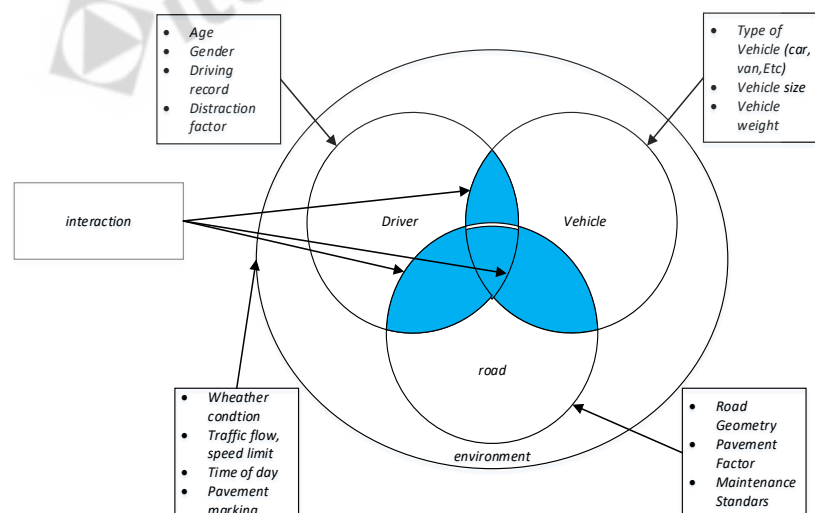 Age
Gender
Driving
record
Distraction
factor
Type of
Vehicle (car,
van,Etc)
Vehicle size
Vehicle
weight
interaction
Driver
Vehicle
road
environment
Wheather
condtion
Traffic flow,
speed limit
Time of day
Pavement
marking
Road
Geometry
Pavement
Factor
Maintenance
Standars